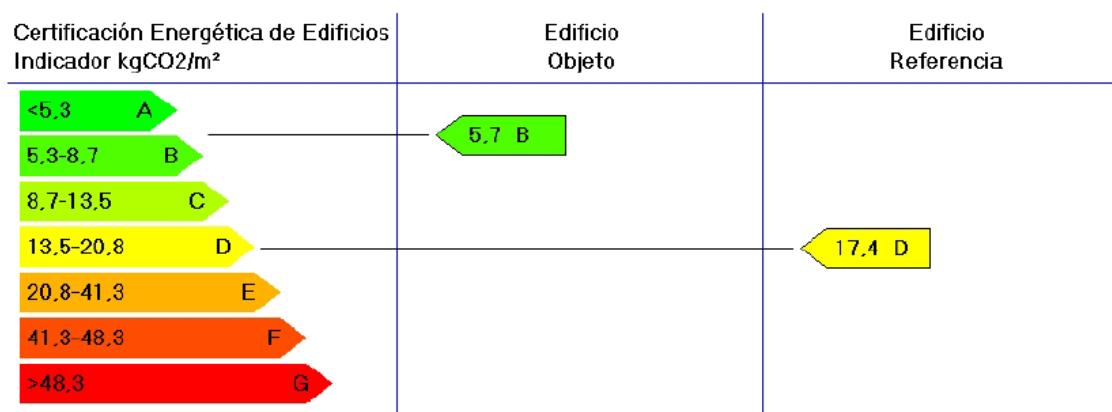 Certificación Energética de Edificios
Indicador kgCO2/m²
Edificio
Objeto
Edificio
Referencia
<5,3 A
5,3-8,7 B
8,7-13,5 C
13,5-20,8 D
20,8-41,3 E
41,3-48,3 F
>48,3 G
5,7 B
17,4 D